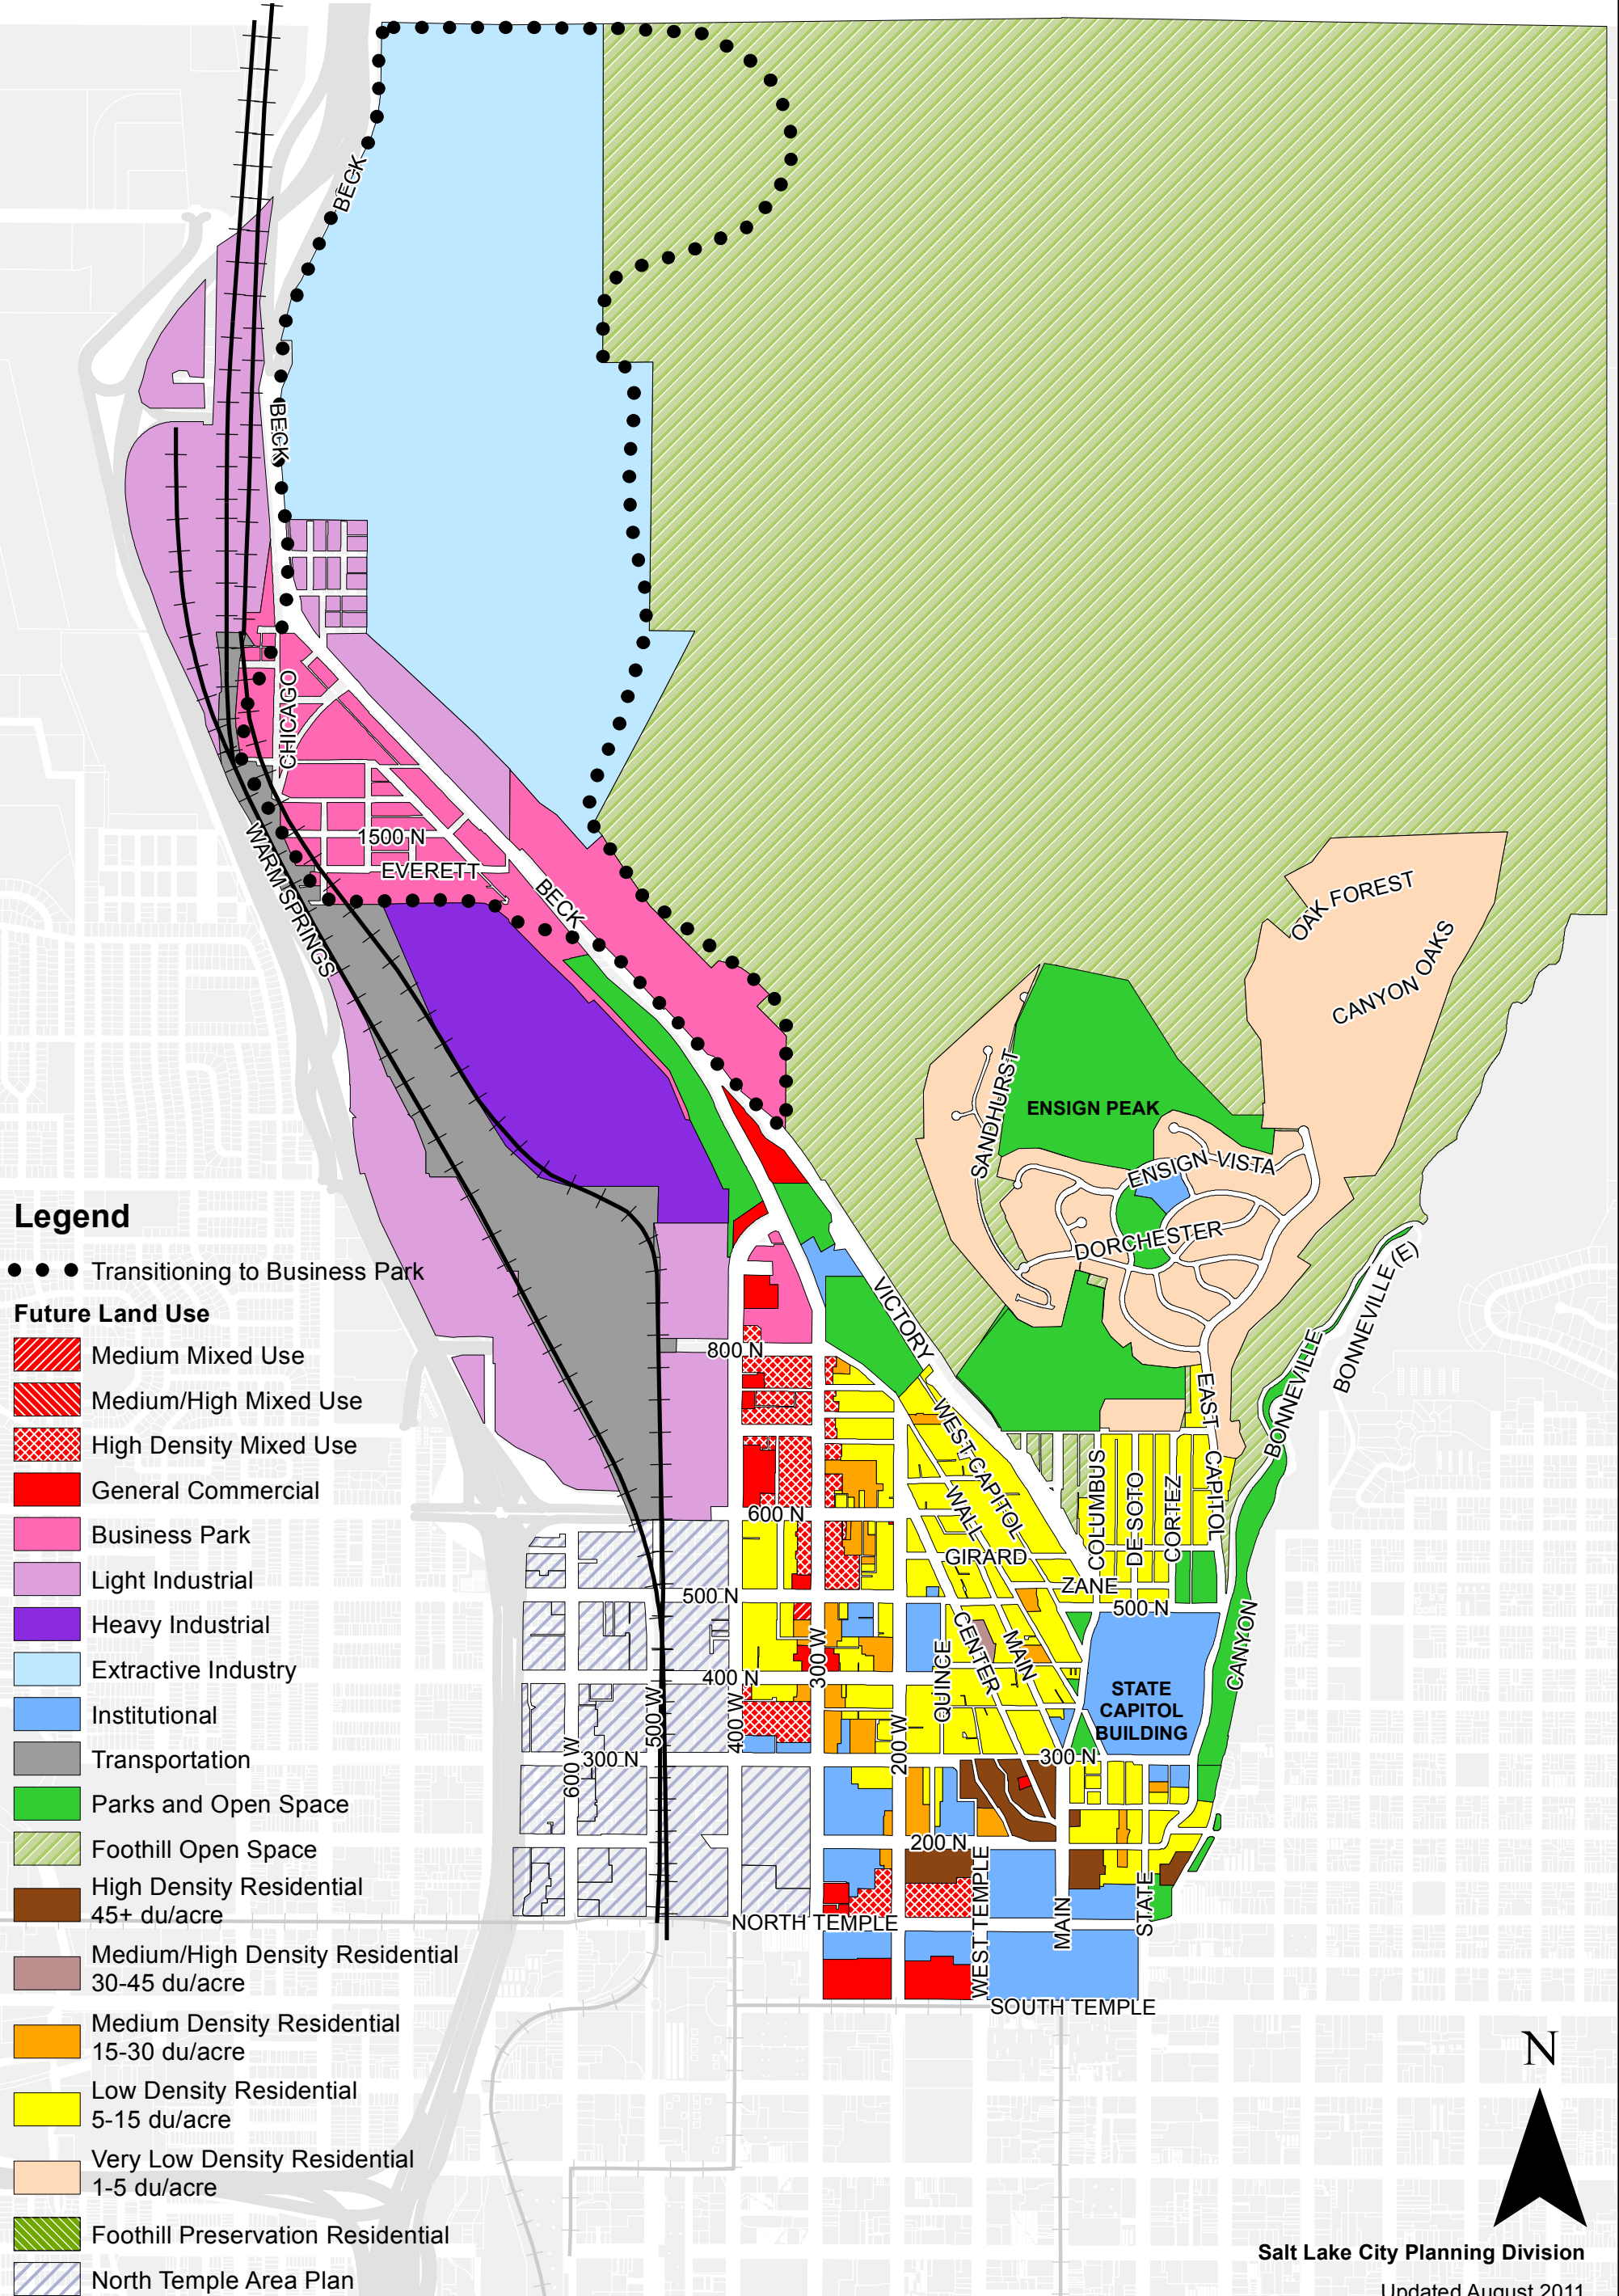 BECK
BECK
CHICAGO
1500 N
EVERETT
WARM SPRINGS
BECK
OAK FOREST
CANYON OAKS
SANDHURST
ENSIGN PEAK
ENSIGN VISTA
DORCHESTER
BONNEVILLE (E)
BONNEVILLE
BONNEVILLE
VICTORY
800 N
WEST CAPITOL
WALL
EAST CAPITOL
COLUMBUS
DE SOTO
CORTEZ
600 N
GIRARD
ZANE
500 N
500 N
CENTER
MAIN
QUINCE
300 W
400 N
CANYON
STATE
CAPITOL
BUILDING
500 W
400 W
200 W
600 W
300 N
300 N
200 N
NORTH TEMPLE
WEST TEMPLE
MAIN
STATE
SOUTH TEMPLE
Legend
Transitioning to Business Park
Future Land Use
Medium Mixed Use
Medium/High Mixed Use
High Density Mixed Use
General Commercial
Business Park
Light Industrial
Heavy Industrial
Extractive Industry
Institutional
Transportation
Parks and Open Space
Foothill Open Space
High Density Residential
45+ du/acre
Medium/High Density Residential
30-45 du/acre
Medium Density Residential
15-30 du/acre
Low Density Residential
5-15 du/acre
Very Low Density Residential
1-5 du/acre
Foothill Preservation Residential
North Temple Area Plan
N
Salt Lake City Planning Division
Updated August 2011